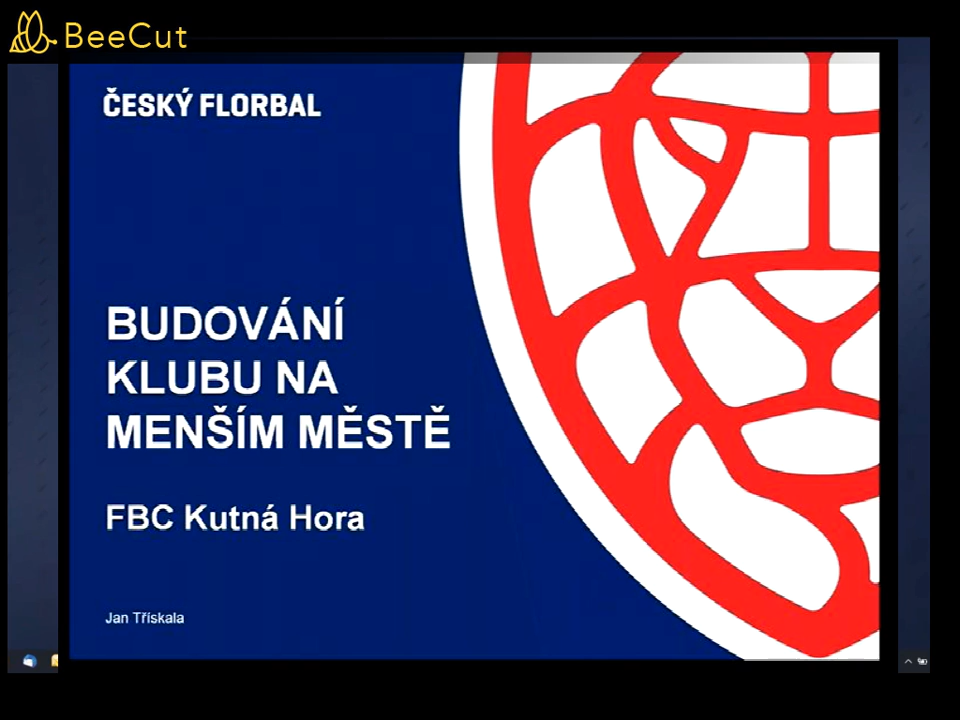 BeeCut
ČESKÝ FLORBAL
BUDOVÁNÍ
KLUBU NA
MENŠÍM MĚSTĚ
FBC Kutná Hora
Jan Třískala